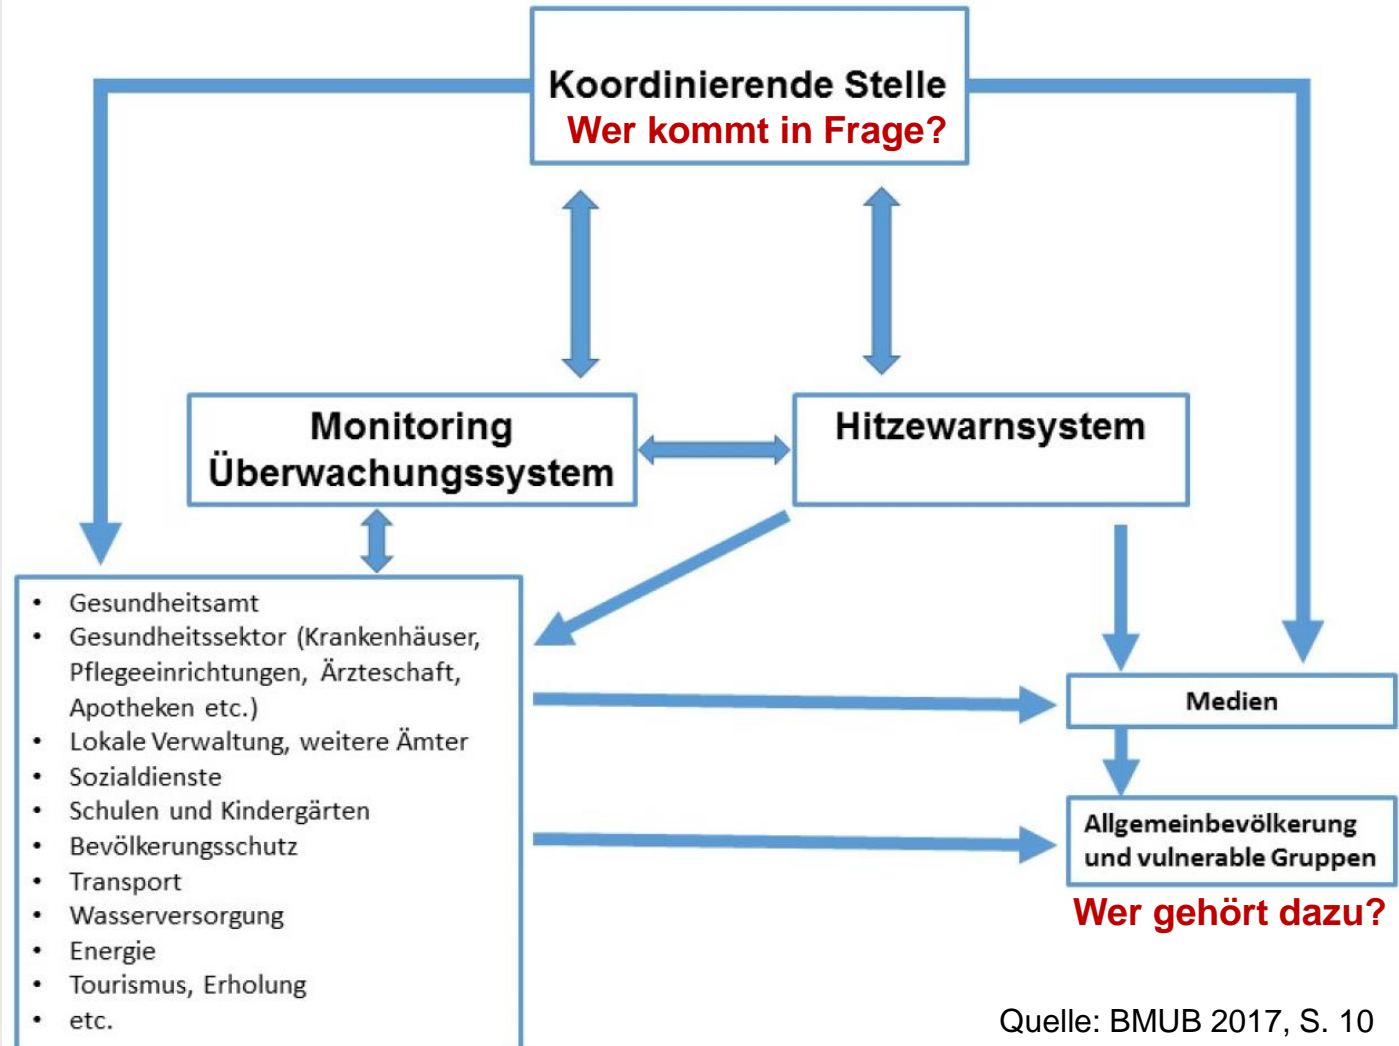 Koordinierende Stelle
Wer kommt in Frage?
Monitoring
Überwachungssystem
Hitzewarnsystem
• Gesundheitsamt
• Gesundheitssektor (Krankenhäuser,
Pflegeeinrichtungen, Ärzteschaft,
Apotheken etc.)
• Lokale Verwaltung, weitere Ämter
• Sozialdienste
• Schulen und Kindergärten
• Bevölkerungsschutz
• Transport
• Wasserversorgung
• Energie
• Tourismus, Erholung
• etc.
Medien
Allgemeinbevölkerung
und vulnerable Gruppen
Wer gehört dazu?
Quelle: BMUB 2017, S. 10